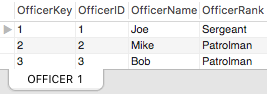 OfficerKey OfficerID OfficerName OfficerRank
1 1 Joe Sergeant
2 2 Mike Patrolman
3 3 Bob Patrolman
OFFICER 1